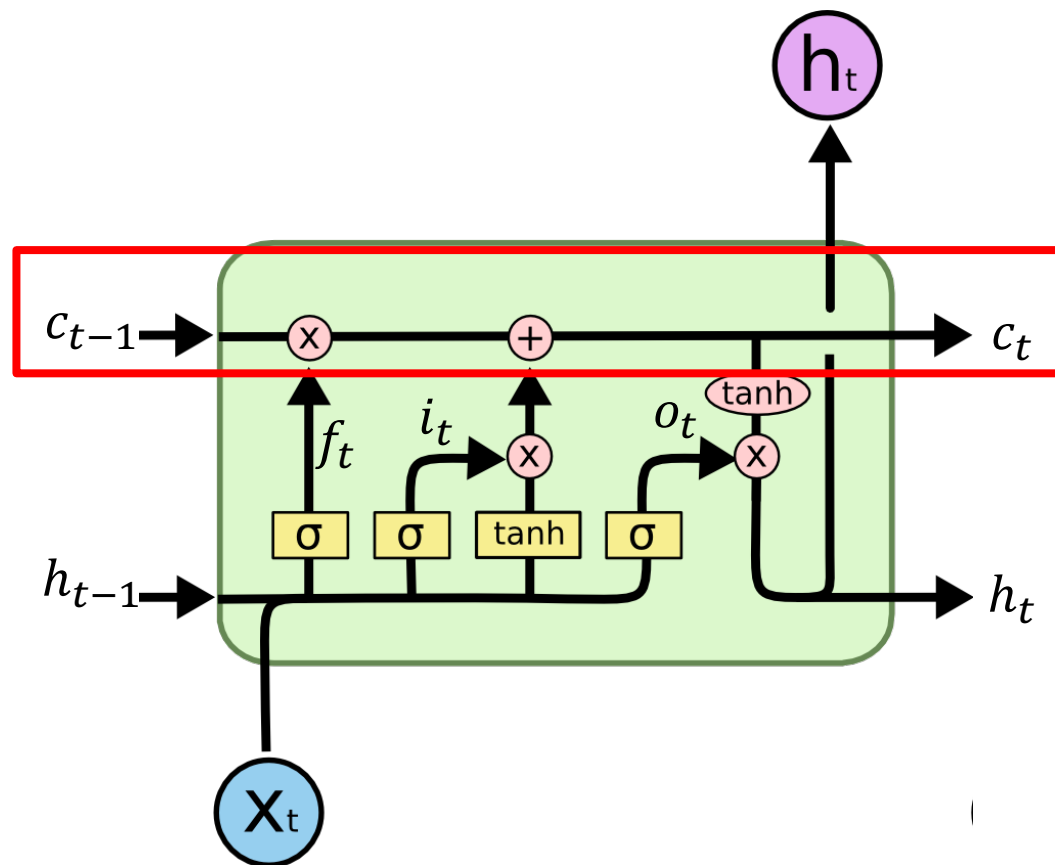 h_t
c_{t-1} x + c_t
tanh
f_t i_t x o_t x
σ σ tanh σ
h_{t-1} h_t
x_t